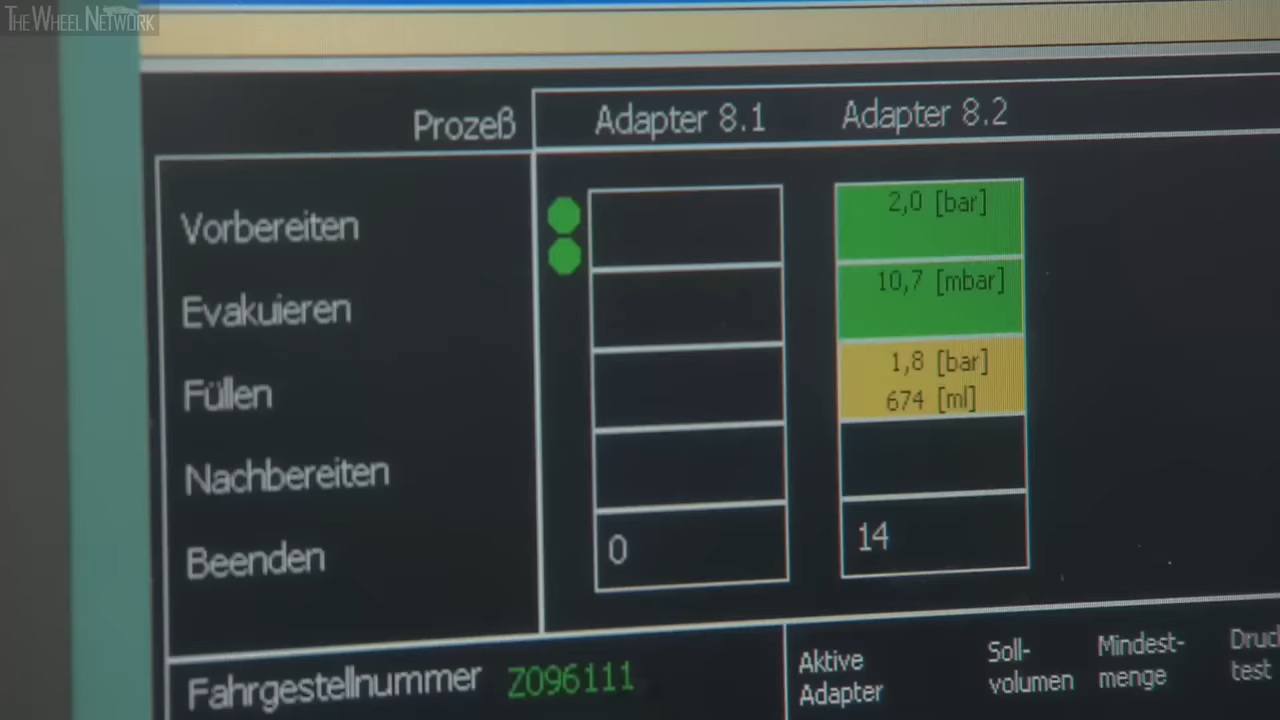 THE WHEEL NETWORK
Prozeß
Adapter 8.1
Adapter 8.2
Vorbereiten
2,0 [bar]
Evakuieren
10,7 [mbar]
Füllen
1,8 [bar]
674 [ml]
Nachbereiten
Beenden
0
14
Fahrgestellnummer Z096111
Aktive
Adapter
Soll-
volumen
Mindest-
menge
test